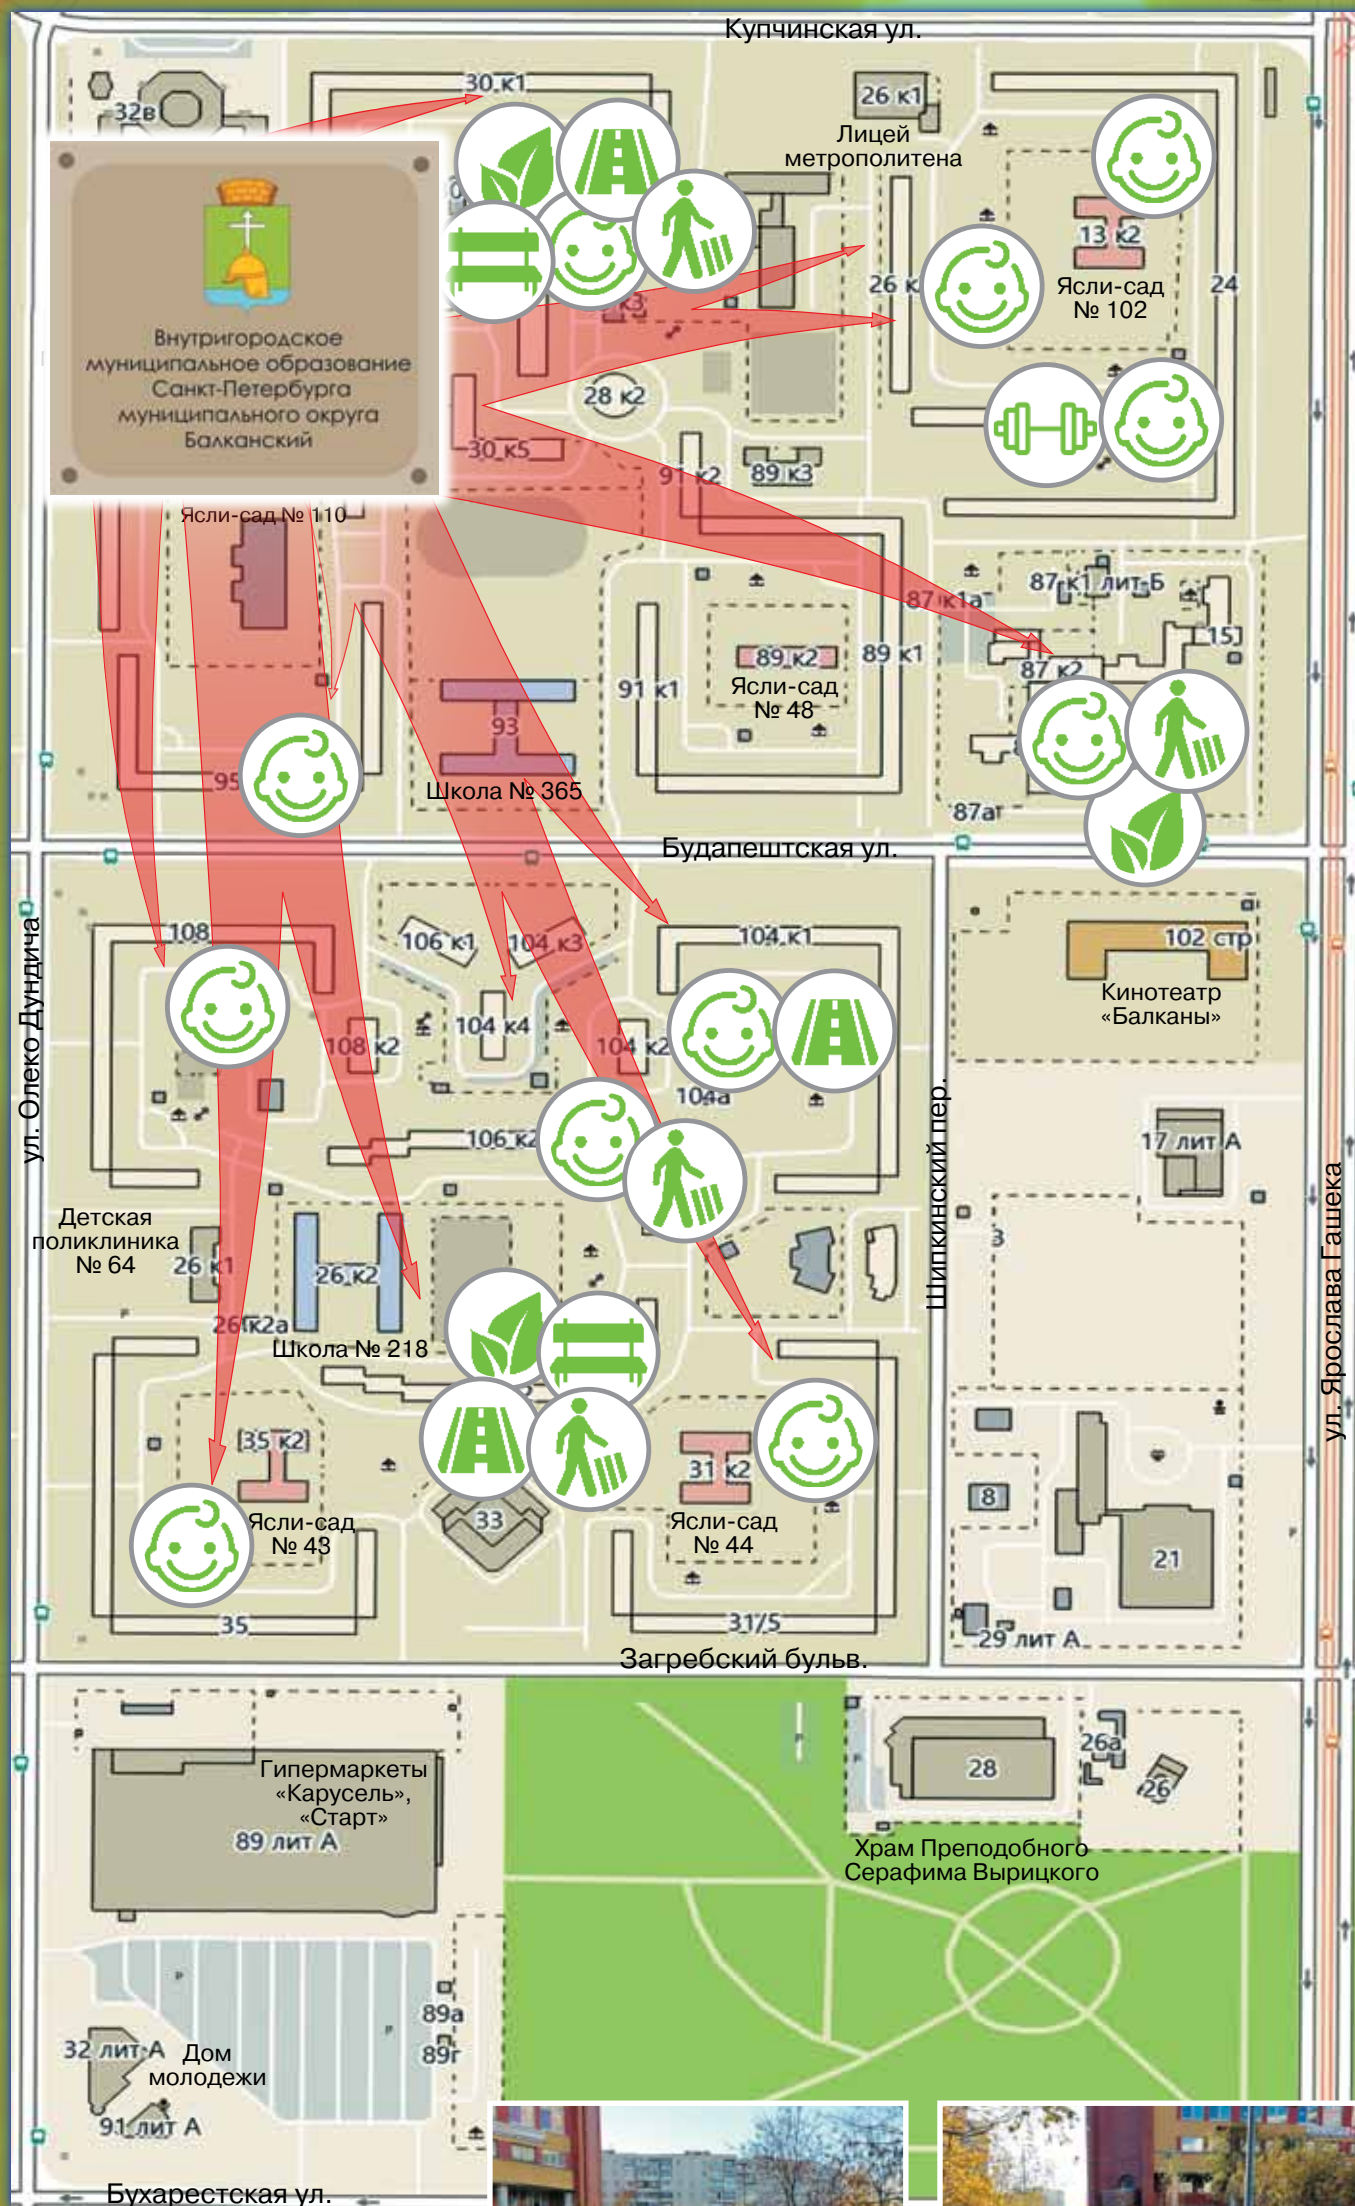 Купчинская ул.
30 к1
26 к1
32в
Лицей
метрополитена
13 к2
Ясли-сад
№ 102
24
26 к
к3
Внутригородское
муниципальное образование
Санкт-Петербурга
муниципального округа
Балканский
28 к2
30 к5
91 к2
89 к3
Ясли-сад № 110
87 к1 лит Б
87 к1а
15
89 к2
89 к1
87 к2
91 к1
Ясли-сад
№ 48
93
95
Школа № 365
87а
Будапештская ул.
ул. Олеко Дундича
108
106 к1
104 к3
104 к1
102 стр
Кинотеатр
«Балканы»
104 к4
108 к2
104 к2
104а
Шипкинский пер.
106 к2
17 лит А
ул. Ярослава Гашека
Детская
поликлиника
№ 64
26 к1
26 к2
3
26 к2а
Школа № 218
35 к2
31 к2
8
Ясли-сад
№ 43
33
Ясли-сад
№ 44
21
35
31/5
29 лит А
Загребский бульв.
Гипермаркеты
«Карусель»,
«Старт»
89 лит А
28
26а
26
Храм Преподобного
Серафима Вырицкого
P
P
P
P
P
P
89а
89г
32 лит А
Дом
молодежи
91 лит А
Бухарестская ул.